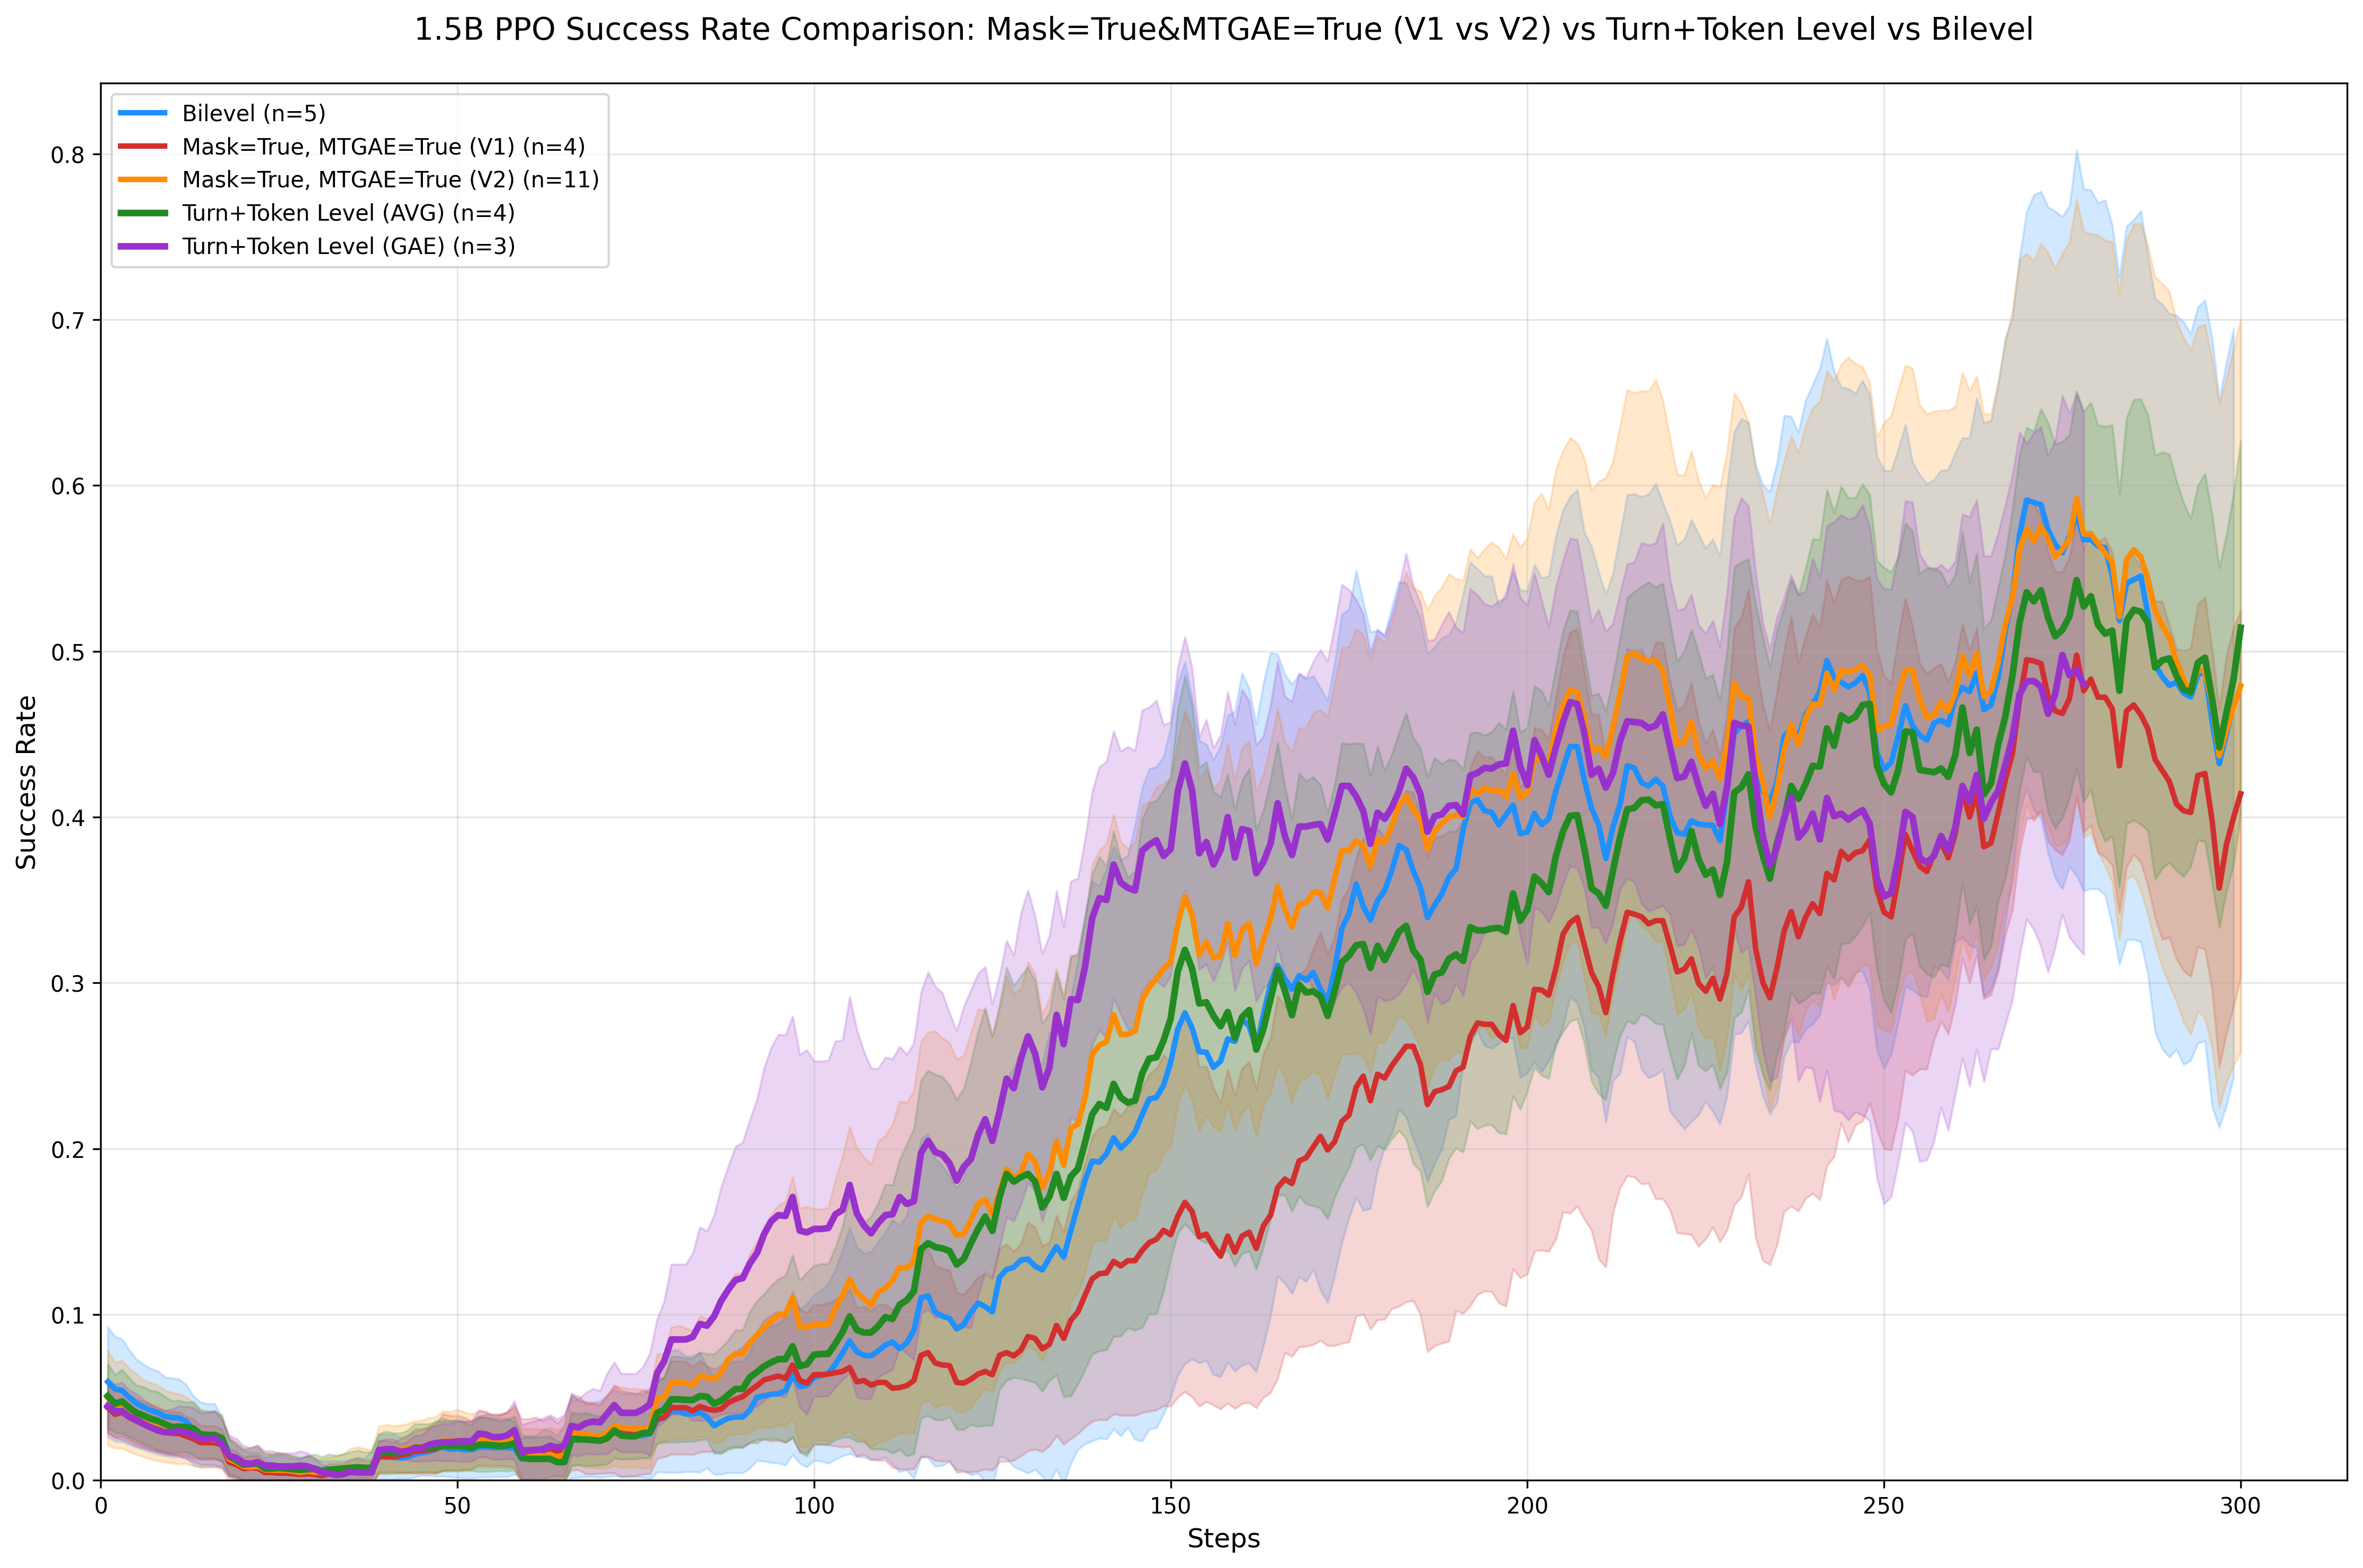 1.5B PPO Success Rate Comparison: Mask=True&MTGAE=True (V1 vs V2) vs Turn+Token Level vs Bilevel
Bilevel (n=5)
Mask=True, MTGAE=True (V1) (n=4)
Mask=True, MTGAE=True (V2) (n=11)
Turn+Token Level (AVG) (n=4)
Turn+Token Level (GAE) (n=3)
Success Rate
0.8
0.7
0.6
0.5
0.4
0.3
0.2
0.1
0.0
0 50 100 150 200 250 300
Steps